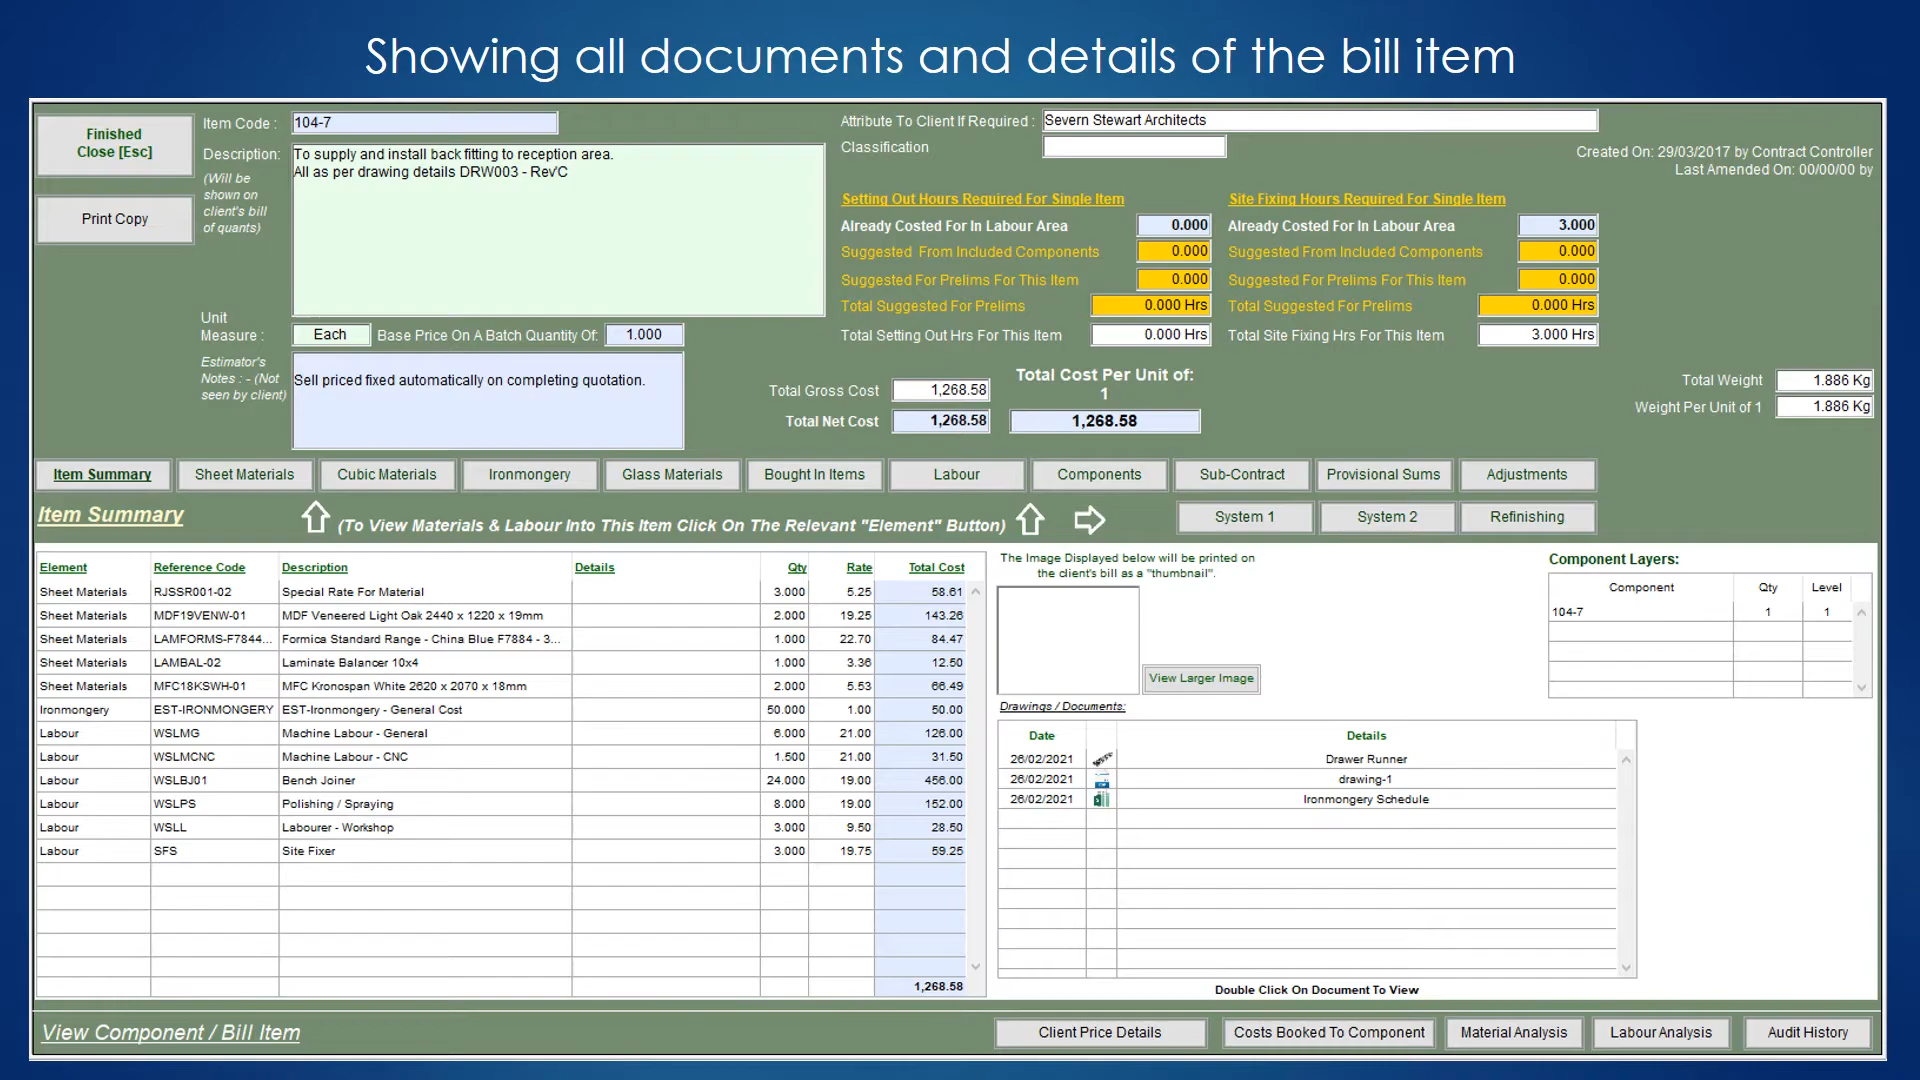 Showing all documents and details of the bill item
Finished
Close [Esc]
Print Copy
Item Code :
104-7
Description:
(Will be
shown on
client's bill
of quants)
To supply and install back fitting to reception area.
All as per drawing details DRW003 - Rev'C
Unit
Measure :
Each
Base Price On A Batch Quantity Of:
1.000
Estimator's
Notes : - (Not
seen by client)
Sell priced fixed automatically on completing quotation.
Attribute To Client If Required :
Severn Stewart Architects
Classification
Created On: 29/03/2017 by Contract Controller
Last Amended On: 00/00/00 by
Setting Out Hours Required For Single Item
Already Costed For In Labour Area 0.000
Suggested From Included Components 0.000
Suggested For Prelims For This Item 0.000
Total Suggested For Prelims 0.000 Hrs
Total Setting Out Hrs For This Item 0.000 Hrs
Site Fixing Hours Required For Single Item
Already Costed For In Labour Area 3.000
Suggested From Included Components 0.000
Suggested For Prelims For This Item 0.000
Total Suggested For Prelims 0.000 Hrs
Total Site Fixing Hrs For This Item 3.000 Hrs
Total Gross Cost 1,268.58
Total Net Cost 1,268.58
Total Cost Per Unit of:
1
1,268.58
Total Weight 1.886 Kg
Weight Per Unit of 1 1.886 Kg
Item Summary Sheet Materials Cubic Materials Ironmongery Glass Materials Bought In Items Labour Components Sub-Contract Provisional Sums Adjustments
Item Summary
(To View Materials & Labour Into This Item Click On The Relevant "Element" Button)
System 1 System 2 Refinishing
Element Reference Code Description Details Qty Rate Total Cost
Sheet Materials RJSSR001-02 Special Rate For Material 3.000 5.25 58.61
Sheet Materials MDF19VENW-01 MDF Veneered Light Oak 2440 x 1220 x 19mm 2.000 19.25 143.26
Sheet Materials LAMFORMS-F7844... Formica Standard Range - China Blue F7884 - 3... 1.000 22.70 84.47
Sheet Materials LAMBAL-02 Laminate Balancer 10x4 1.000 3.36 12.50
Sheet Materials MFC18KSWH-01 MFC Kronospan White 2620 x 2070 x 18mm 2.000 5.53 66.49
Ironmongery EST-IRONMONGERY EST-Ironmongery - General Cost 50.000 1.00 50.00
Labour WSLMG Machine Labour - General 6.000 21.00 126.00
Labour WSLMCNC Machine Labour - CNC 1.500 21.00 31.50
Labour WSLBJ01 Bench Joiner 24.000 19.00 456.00
Labour WSLPS Polishing / Spraying 8.000 19.00 152.00
Labour WSLL Labourer - Workshop 3.000 9.50 28.50
Labour SFS Site Fixer 3.000 19.75 59.25
1,268.58
The Image Displayed below will be printed on
the client's bill as a "thumbnail".
View Larger Image
Component Layers:
Component Qty Level
104-7 1 1
Drawings / Documents:
Date Details
26/02/2021 Drawer Runner
26/02/2021 drawing-1
26/02/2021 Ironmongery Schedule
Double Click On Document To View
View Component / Bill Item
Client Price Details Costs Booked To Component Material Analysis Labour Analysis Audit History